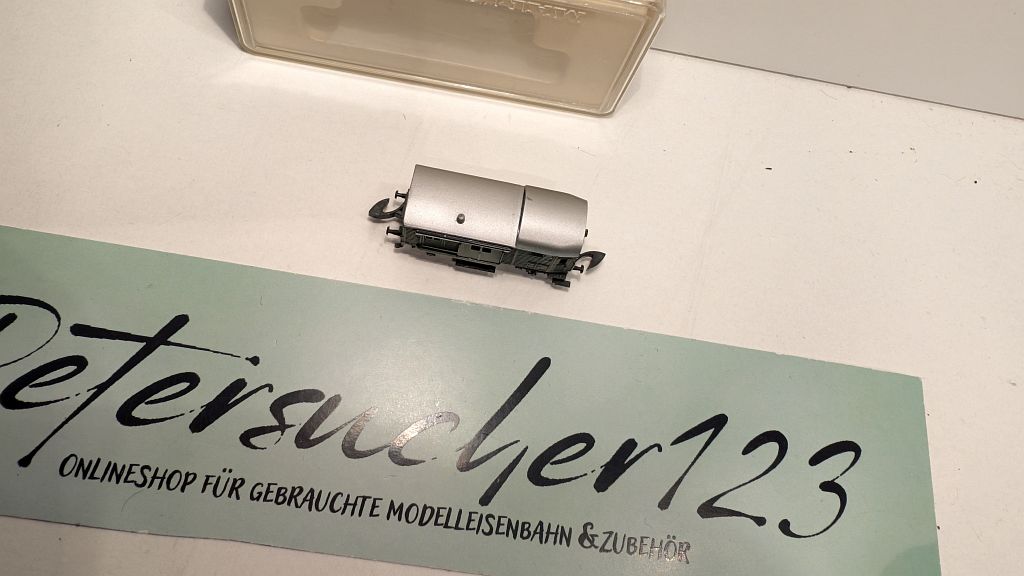 Petersucher123
ONLINESHOP FÜR GEBRAUCHTE MODELLEISENBAHN & ZUBEHÖR